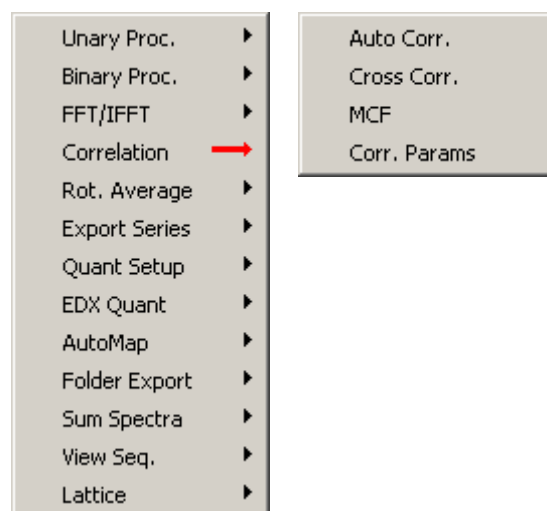 Unary Proc.
Binary Proc.
FFT/IFFT
Correlation
Rot. Average
Export Series
Quant Setup
EDX Quant
AutoMap
Folder Export
Sum Spectra
View Seq.
Lattice
Auto Corr.
Cross Corr.
MCF
Corr. Params